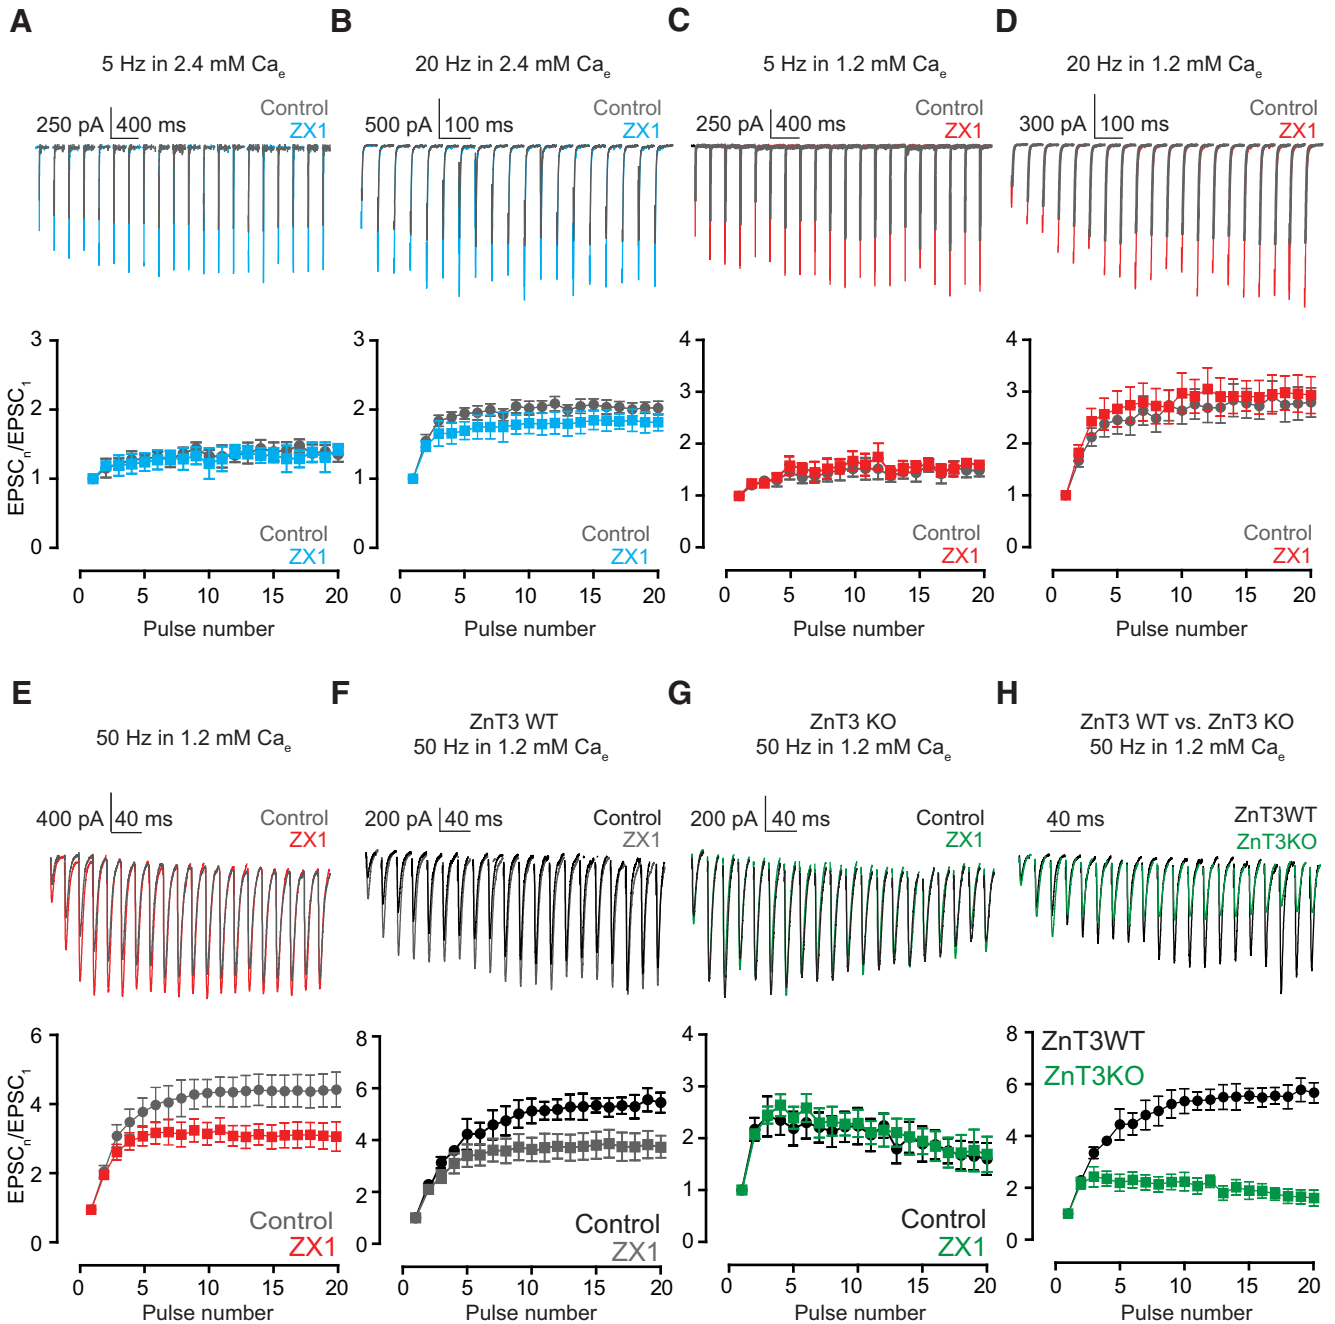 A
B
C
D
5 Hz in 2.4 mM Caₑ
20 Hz in 2.4 mM Caₑ
5 Hz in 1.2 mM Caₑ
20 Hz in 1.2 mM Caₑ
Control
ZX1
250 pA 400 ms
Control
ZX1
500 pA 100 ms
Control
ZX1
250 pA 400 ms
Control
ZX1
300 pA 100 ms
EPSCn/EPSC1
3
2
1
0
Control
ZX1
0 5 10 15 20
Pulse number
3
2
1
0
Control
ZX1
0 5 10 15 20
Pulse number
4
3
2
1
0
Control
ZX1
0 5 10 15 20
Pulse number
4
3
2
1
0
Control
ZX1
0 5 10 15 20
Pulse number
E
F
G
H
50 Hz in 1.2 mM Caₑ
ZnT3 WT
50 Hz in 1.2 mM Caₑ
ZnT3 KO
50 Hz in 1.2 mM Caₑ
ZnT3 WT vs. ZnT3 KO
50 Hz in 1.2 mM Caₑ
400 pA 40 ms
Control
ZX1
200 pA 40 ms
Control
ZX1
200 pA 40 ms
Control
ZX1
40 ms
ZnT3WT
ZnT3KO
EPSCn/EPSC1
6
4
2
0
Control
ZX1
0 5 10 15 20
Pulse number
8
6
4
2
0
Control
ZX1
0 5 10 15 20
Pulse number
4
3
2
1
0
Control
ZX1
0 5 10 15 20
Pulse number
8
6
4
2
0
ZnT3WT
ZnT3KO
0 5 10 15 20
Pulse number